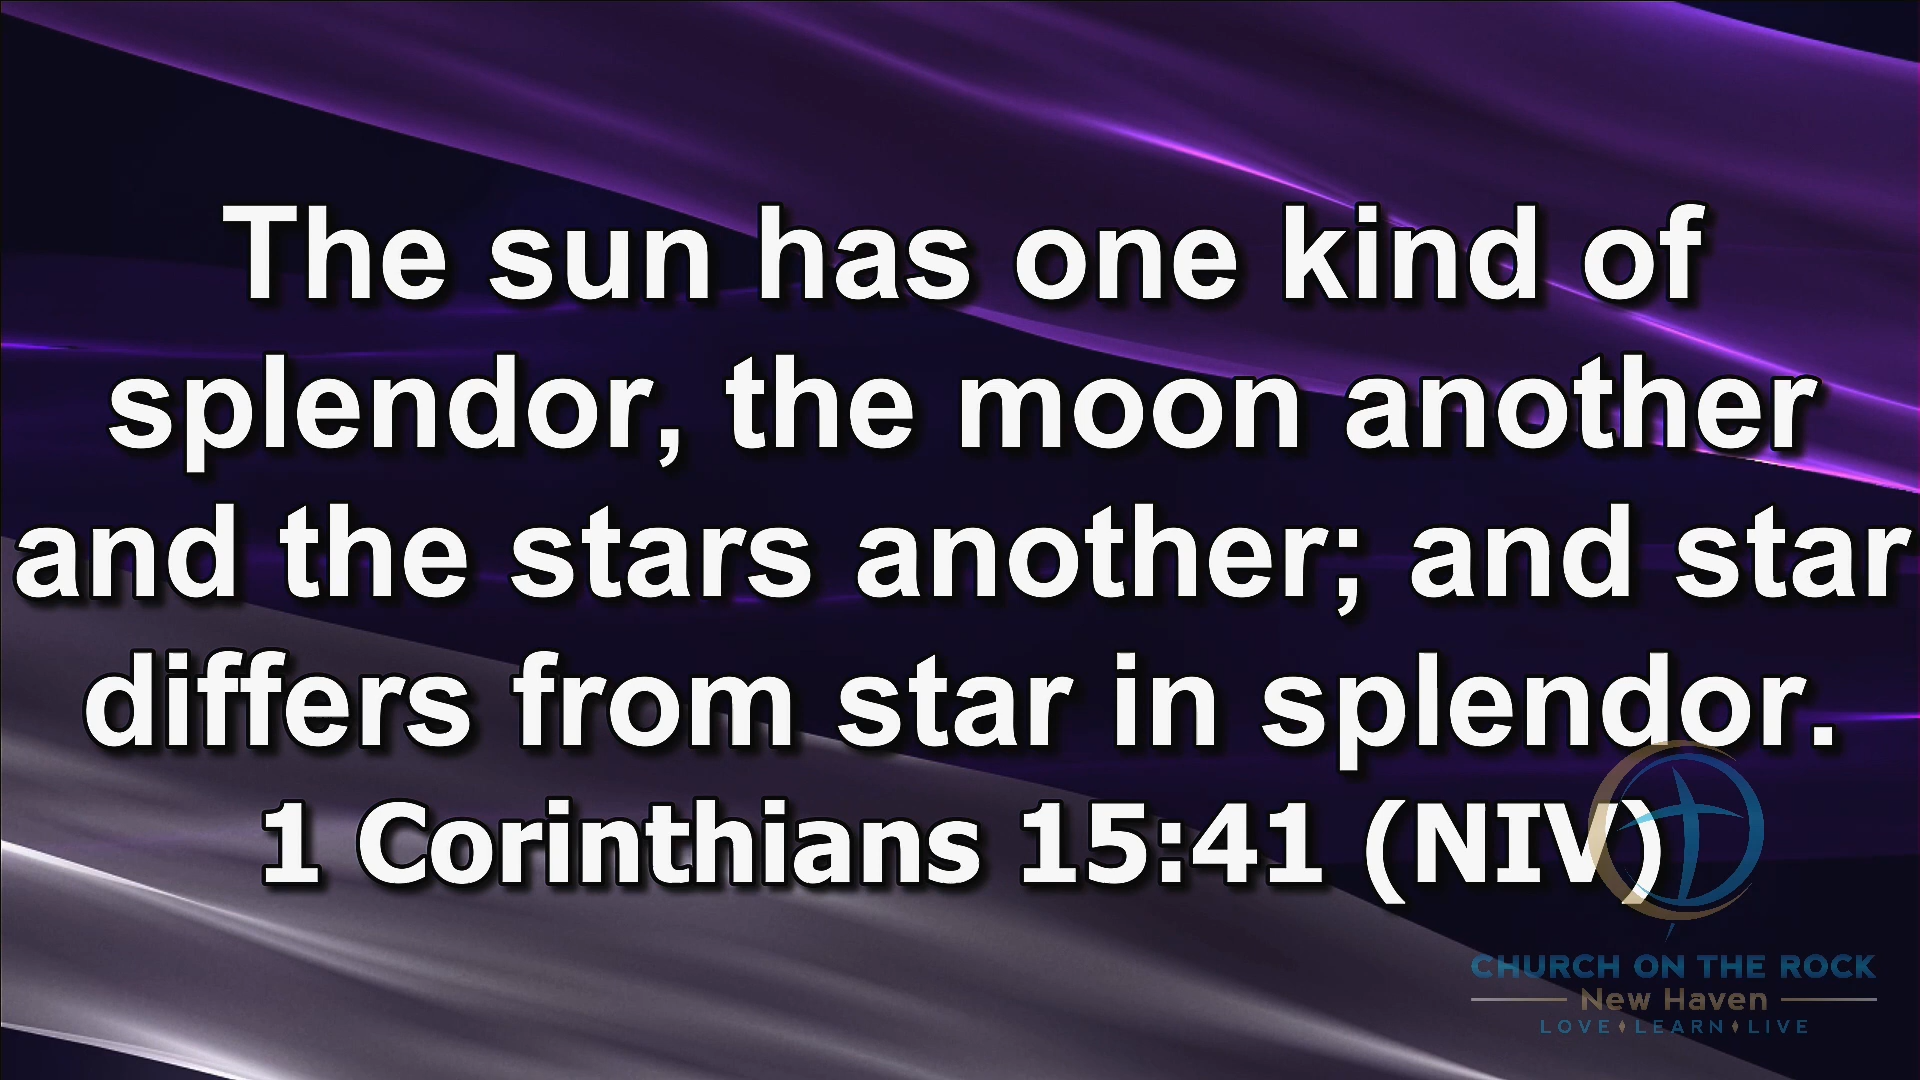 The sun has one kind of
splendor, the moon another
and the stars another; and star
differs from star in splendor.
1 Corinthians 15:41 (NIV)
CHURCH ON THE ROCK
New Haven
LOVE♦LEARN♦LIVE